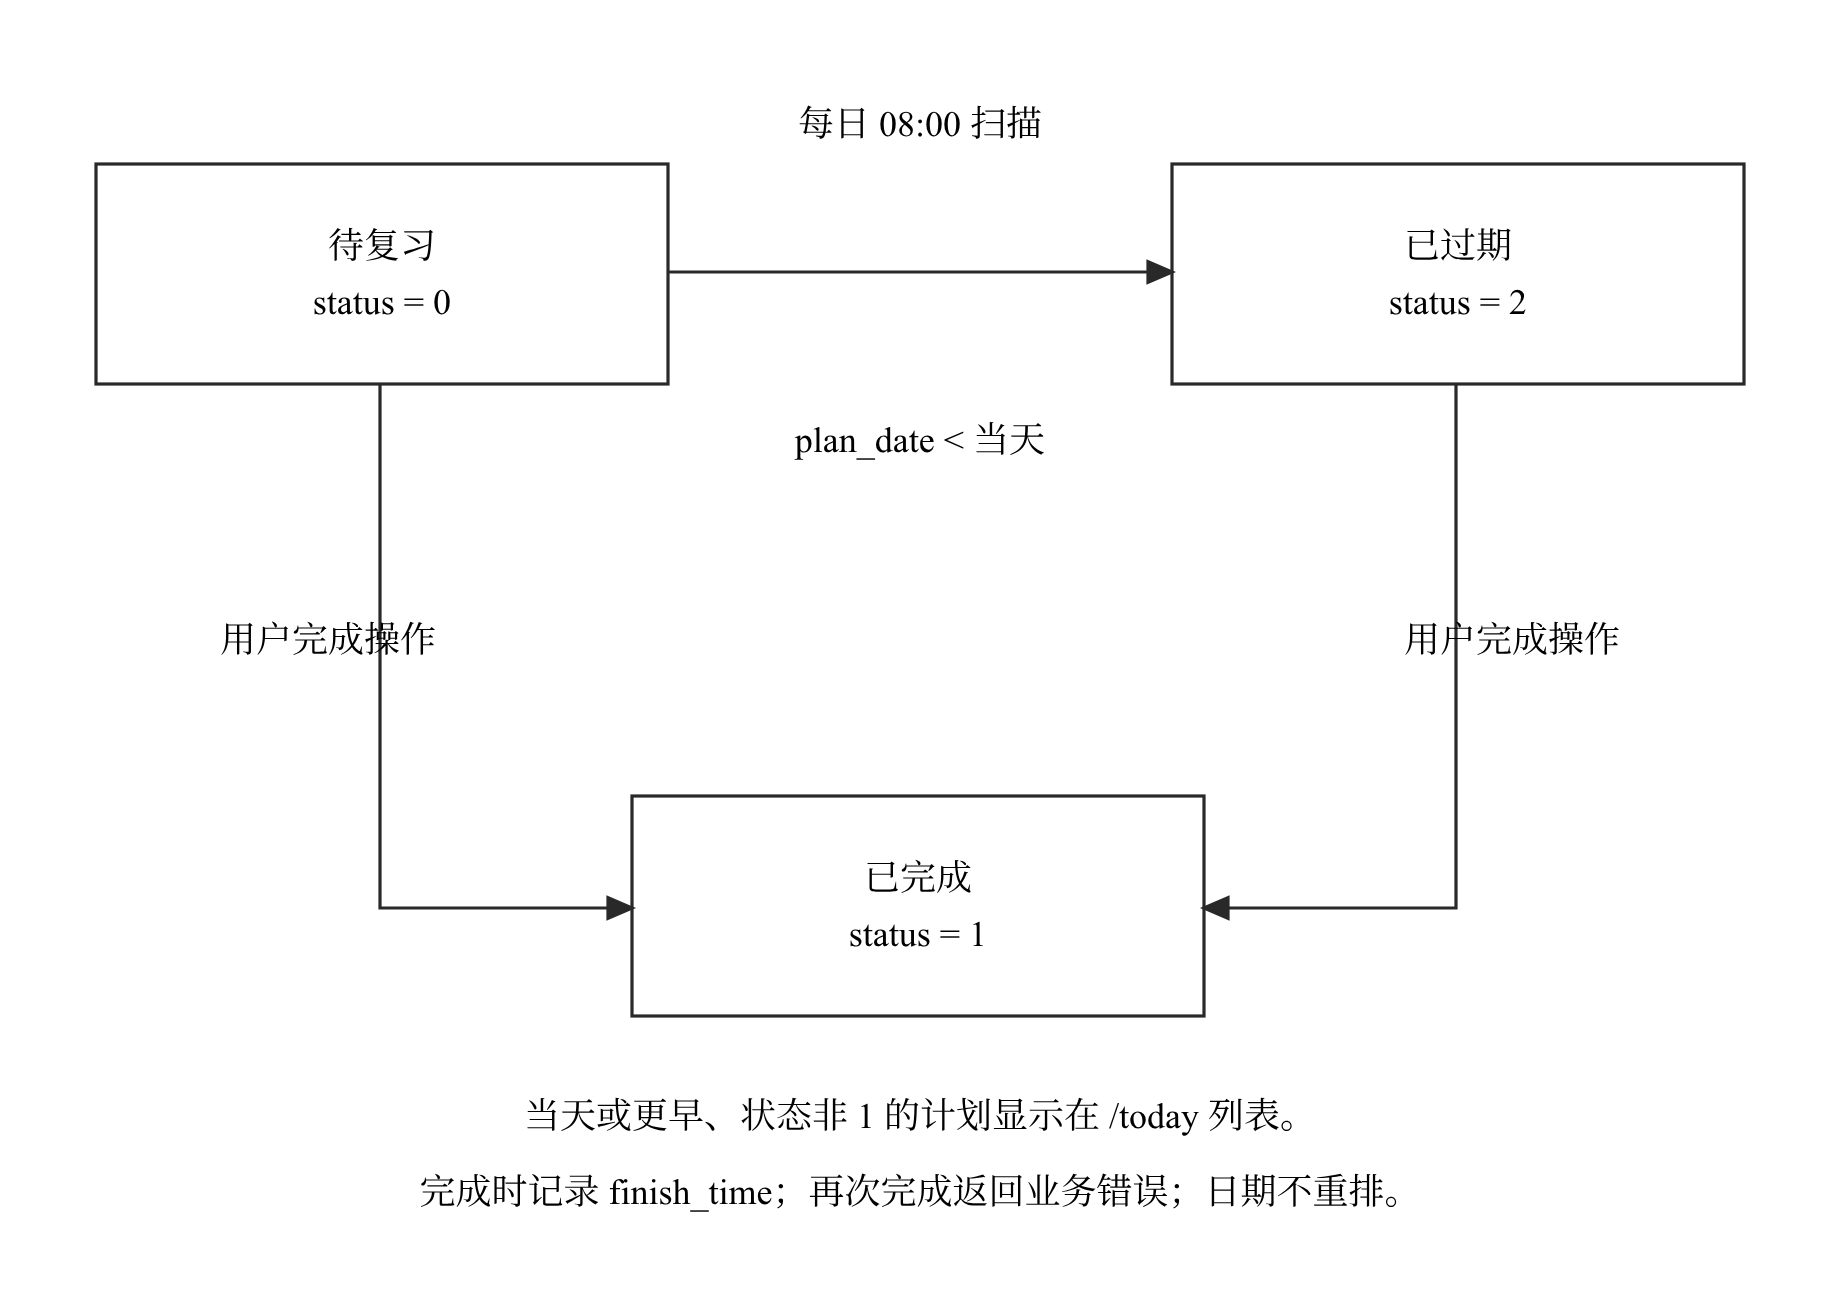 每日 08:00 扫描
待复习
status = 0
已过期
status = 2
plan_date < 当天
用户完成操作
用户完成操作
已完成
status = 1
当天或更早、状态非 1 的计划显示在 /today 列表。
完成时记录 finish_time；再次完成返回业务错误；日期不重排。